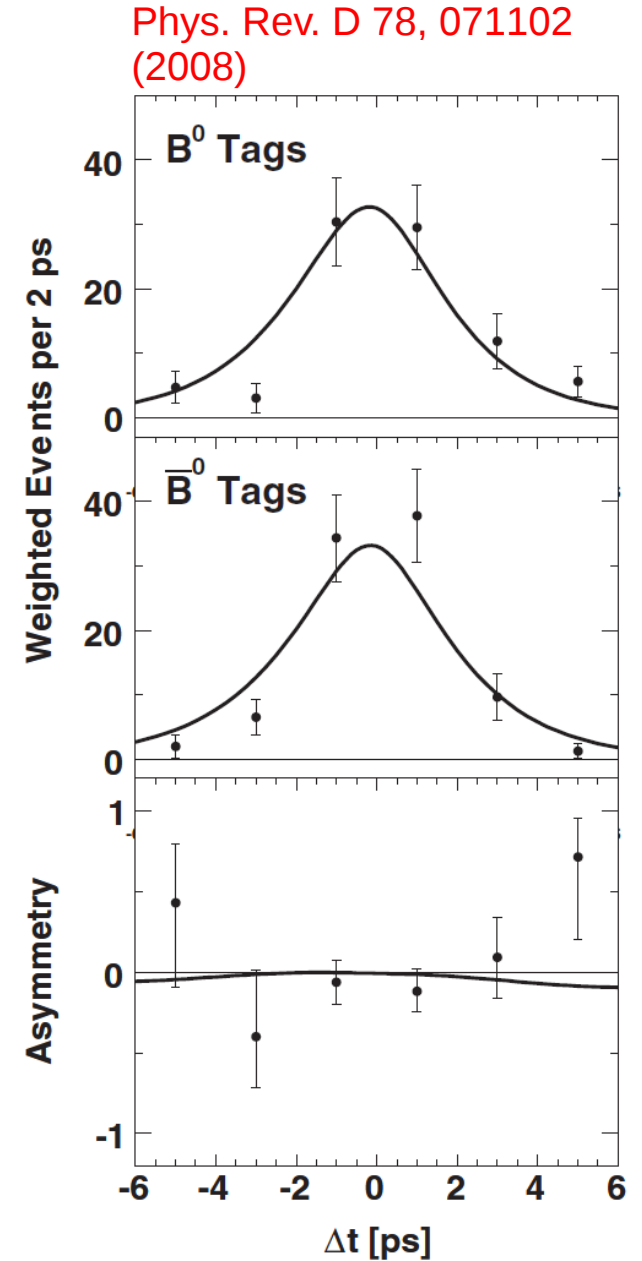 Phys. Rev. D 78, 071102
(2008)
B⁰ Tags
40
20
0
Weighted Events per 2 ps
B̅⁰ Tags
40
20
0
1
0
-1
Asymmetry
-6 -4 -2 0 2 4 6
Δt [ps]